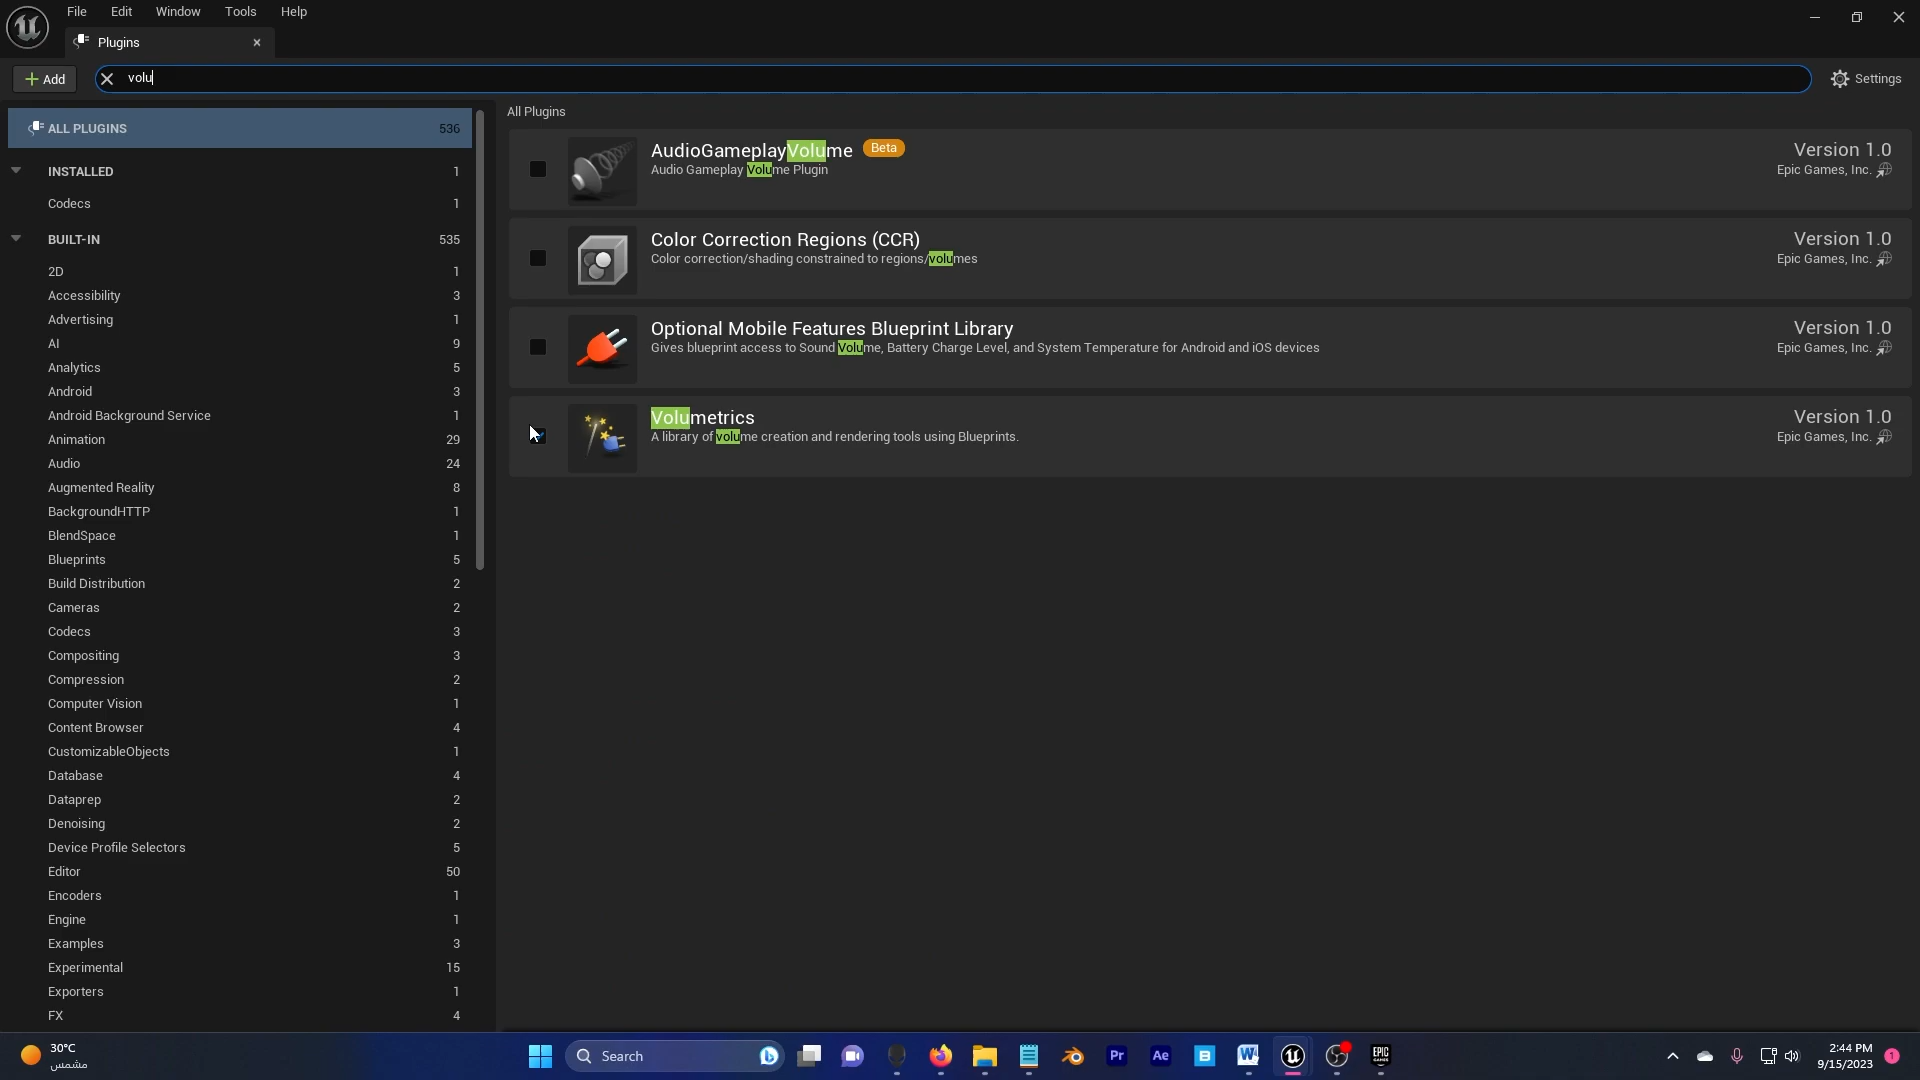 File Edit Window Tools Help
Plugins
Add
volu
Settings
ALL PLUGINS 536
INSTALLED 1
Codecs 1
BUILT-IN 535
2D 1
Accessibility 3
Advertising 1
AI 9
Analytics 5
Android 3
Android Background Service 1
Animation 29
Audio 24
Augmented Reality 8
BackgroundHTTP 1
BlendSpace 1
Blueprints 5
Build Distribution 2
Cameras 2
Codecs 3
Compositing 3
Compression 2
Computer Vision 1
Content Browser 4
CustomizableObjects 1
Database 4
Dataprep 2
Denoising 2
Device Profile Selectors 5
Editor 50
Encoders 1
Engine 1
Examples 3
Experimental 15
Exporters 1
FX 4
All Plugins
AudioGameplayVolume Beta
Audio Gameplay Volume Plugin
Version 1.0
Epic Games, Inc.
Color Correction Regions (CCR)
Color correction/shading constrained to regions/volumes
Version 1.0
Epic Games, Inc.
Optional Mobile Features Blueprint Library
Gives blueprint access to Sound Volume, Battery Charge Level, and System Temperature for Android and iOS devices
Version 1.0
Epic Games, Inc.
Volumetrics
A library of volume creation and rendering tools using Blueprints.
Version 1.0
Epic Games, Inc.
30°C
مشمس
Search
Pr
Ae
B
W
EPIC
GAMES
2:44 PM
9/15/2023
1